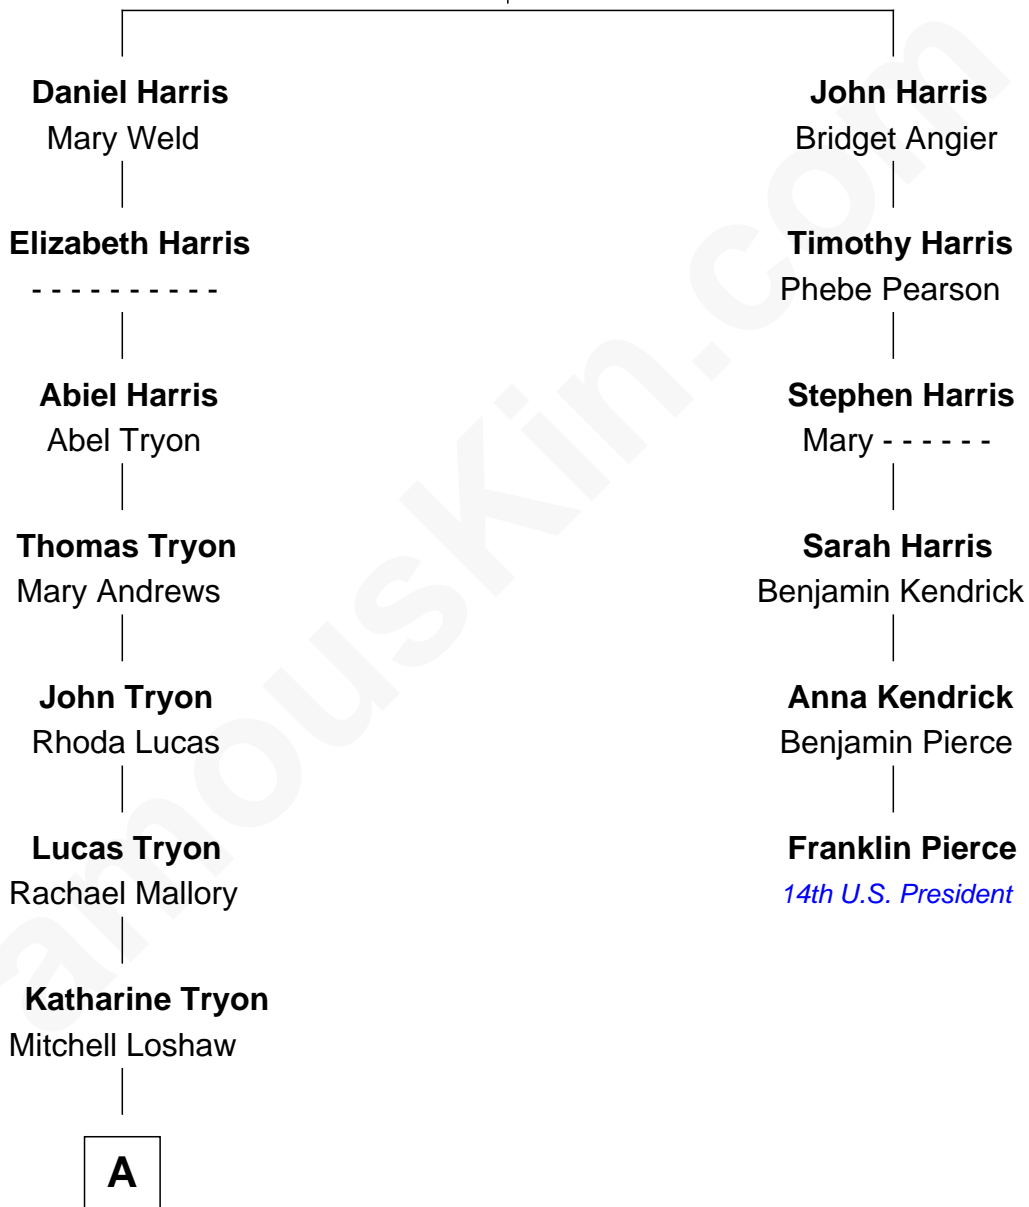 Daniel Harris
Mary Weld
John Harris
Bridget Angier
Elizabeth Harris
- - - - - - - - - -
Timothy Harris
Phebe Pearson
Abiel Harris
Abel Tryon
Stephen Harris
Mary - - - - - -
Thomas Tryon
Mary Andrews
Sarah Harris
Benjamin Kendrick
John Tryon
Rhoda Lucas
Anna Kendrick
Benjamin Pierce
Lucas Tryon
Rachael Mallory
Franklin Pierce
14th U.S. President
Katharine Tryon
Mitchell Loshaw
A
amousKin.com